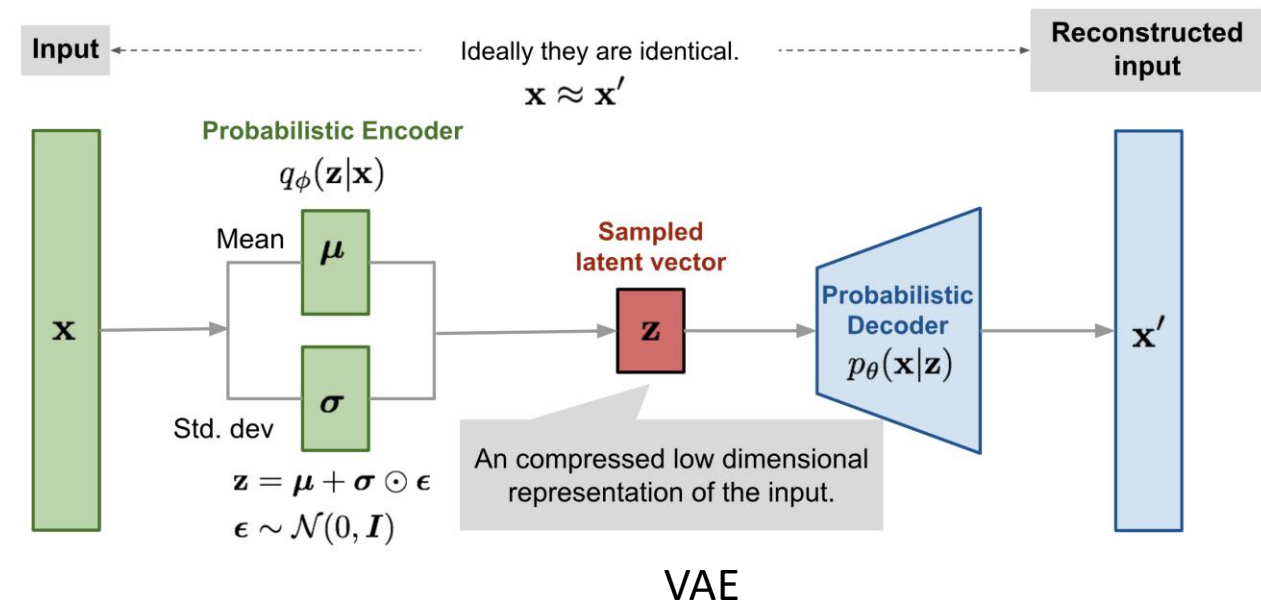 Input
Ideally they are identical.
x ≈ x′
Reconstructed
input
Probabilistic Encoder
qϕ(z|x)
Mean
μ
x
Std. dev
σ
z = μ + σ ⊙ ϵ
ϵ ∼ 𝒩(0, I)
Sampled
latent vector
z
An compressed low dimensional
representation of the input.
Probabilistic
Decoder
pθ(x|z)
x′
VAE